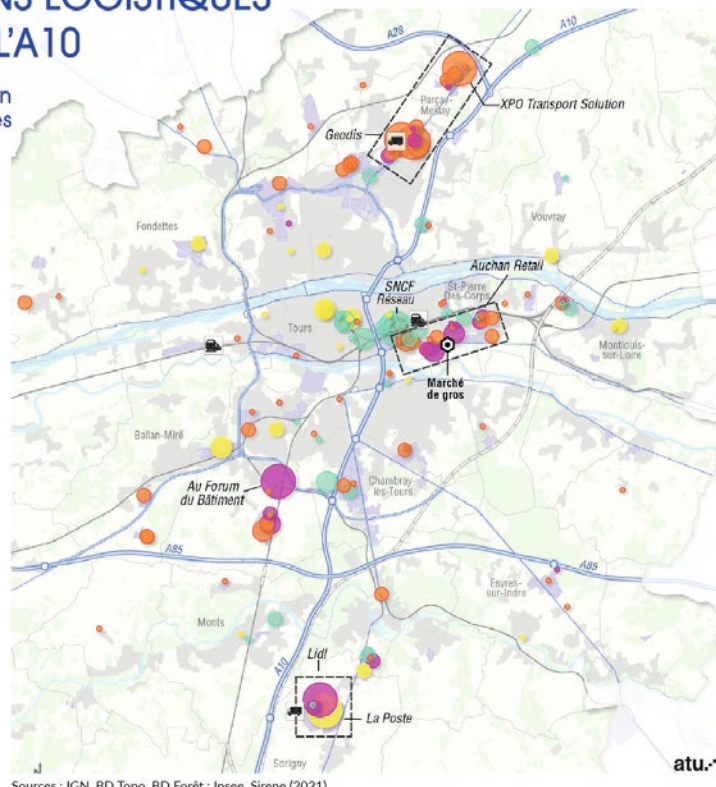 NS LOGISTIQUES
L'A10
n
es
A28
A10
Parçay-
Meslay
XPO Transport Solution
Geodis
Fondettes
Vouvray
Auchan Retail
SNCF
Réseau
St-Pierre
Des-Corps
Tours
Montlouis-
sur-Loire
Marché
de gros
Ballan-Miré
Au Forum
du Bâtiment
Chambray
lès-Tours
A85
A85
Esvres-
sur-Indre
Monts
A10
Lidl
La Poste
Sorigny
atu.
Sources : IGN, BD Topo, BD Forêt ; Insee, Sirene (2021)